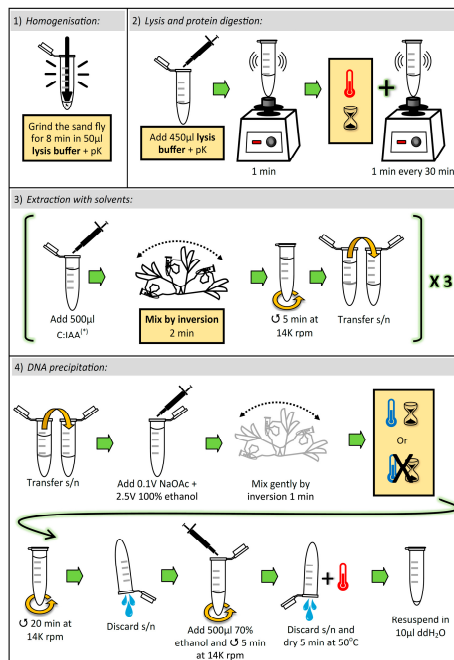 1) Homogenisation:
Grind the sand fly
for 8 min in 50µl
lysis buffer + pK
2) Lysis and protein digestion:
Add 450µl lysis
buffer + pK
1 min
+
1 min every 30 min
3) Extraction with solvents:
Add 500µl
C:IAA(*)
Mix by inversion
2 min
↺ 5 min at
14K rpm
Transfer s/n
X 3
4) DNA precipitation:
Transfer s/n
Add 0.1V NaOAc +
2.5V 100% ethanol
Mix gently by
inversion 1 min
Or
↺ 20 min at
14K rpm
Discard s/n
Add 500µl 70%
ethanol and ↺ 5 min
at 14K rpm
+
Discard s/n and
dry 5 min at 50°C
Resuspend in
10µl ddH₂O